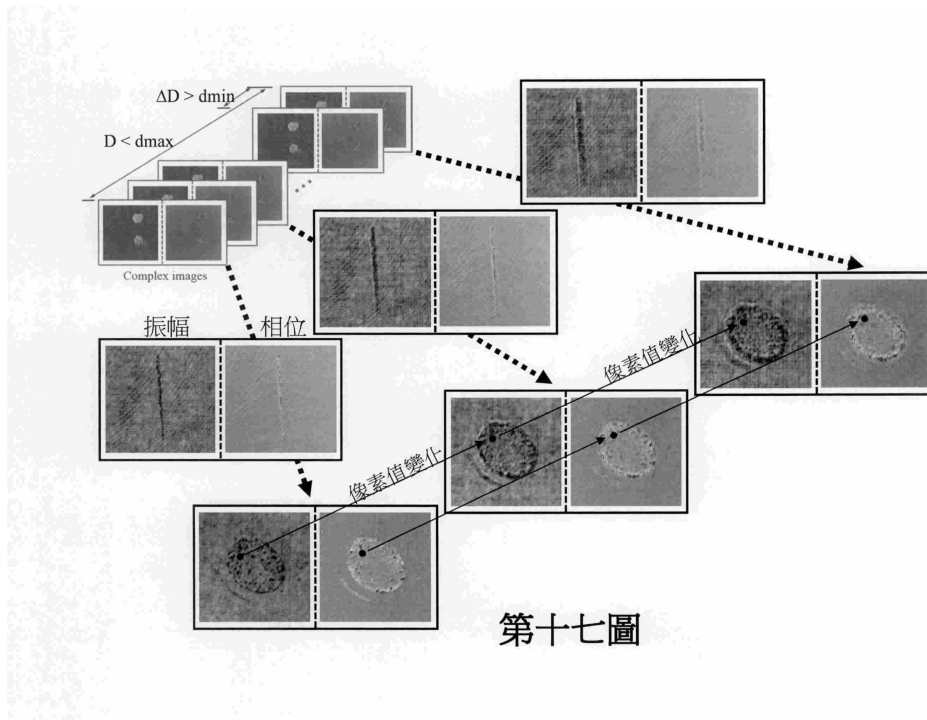 ΔD > dmin
D < dmax
Complex images
振幅
相位
像素值變化
像素值變化
第十七圖